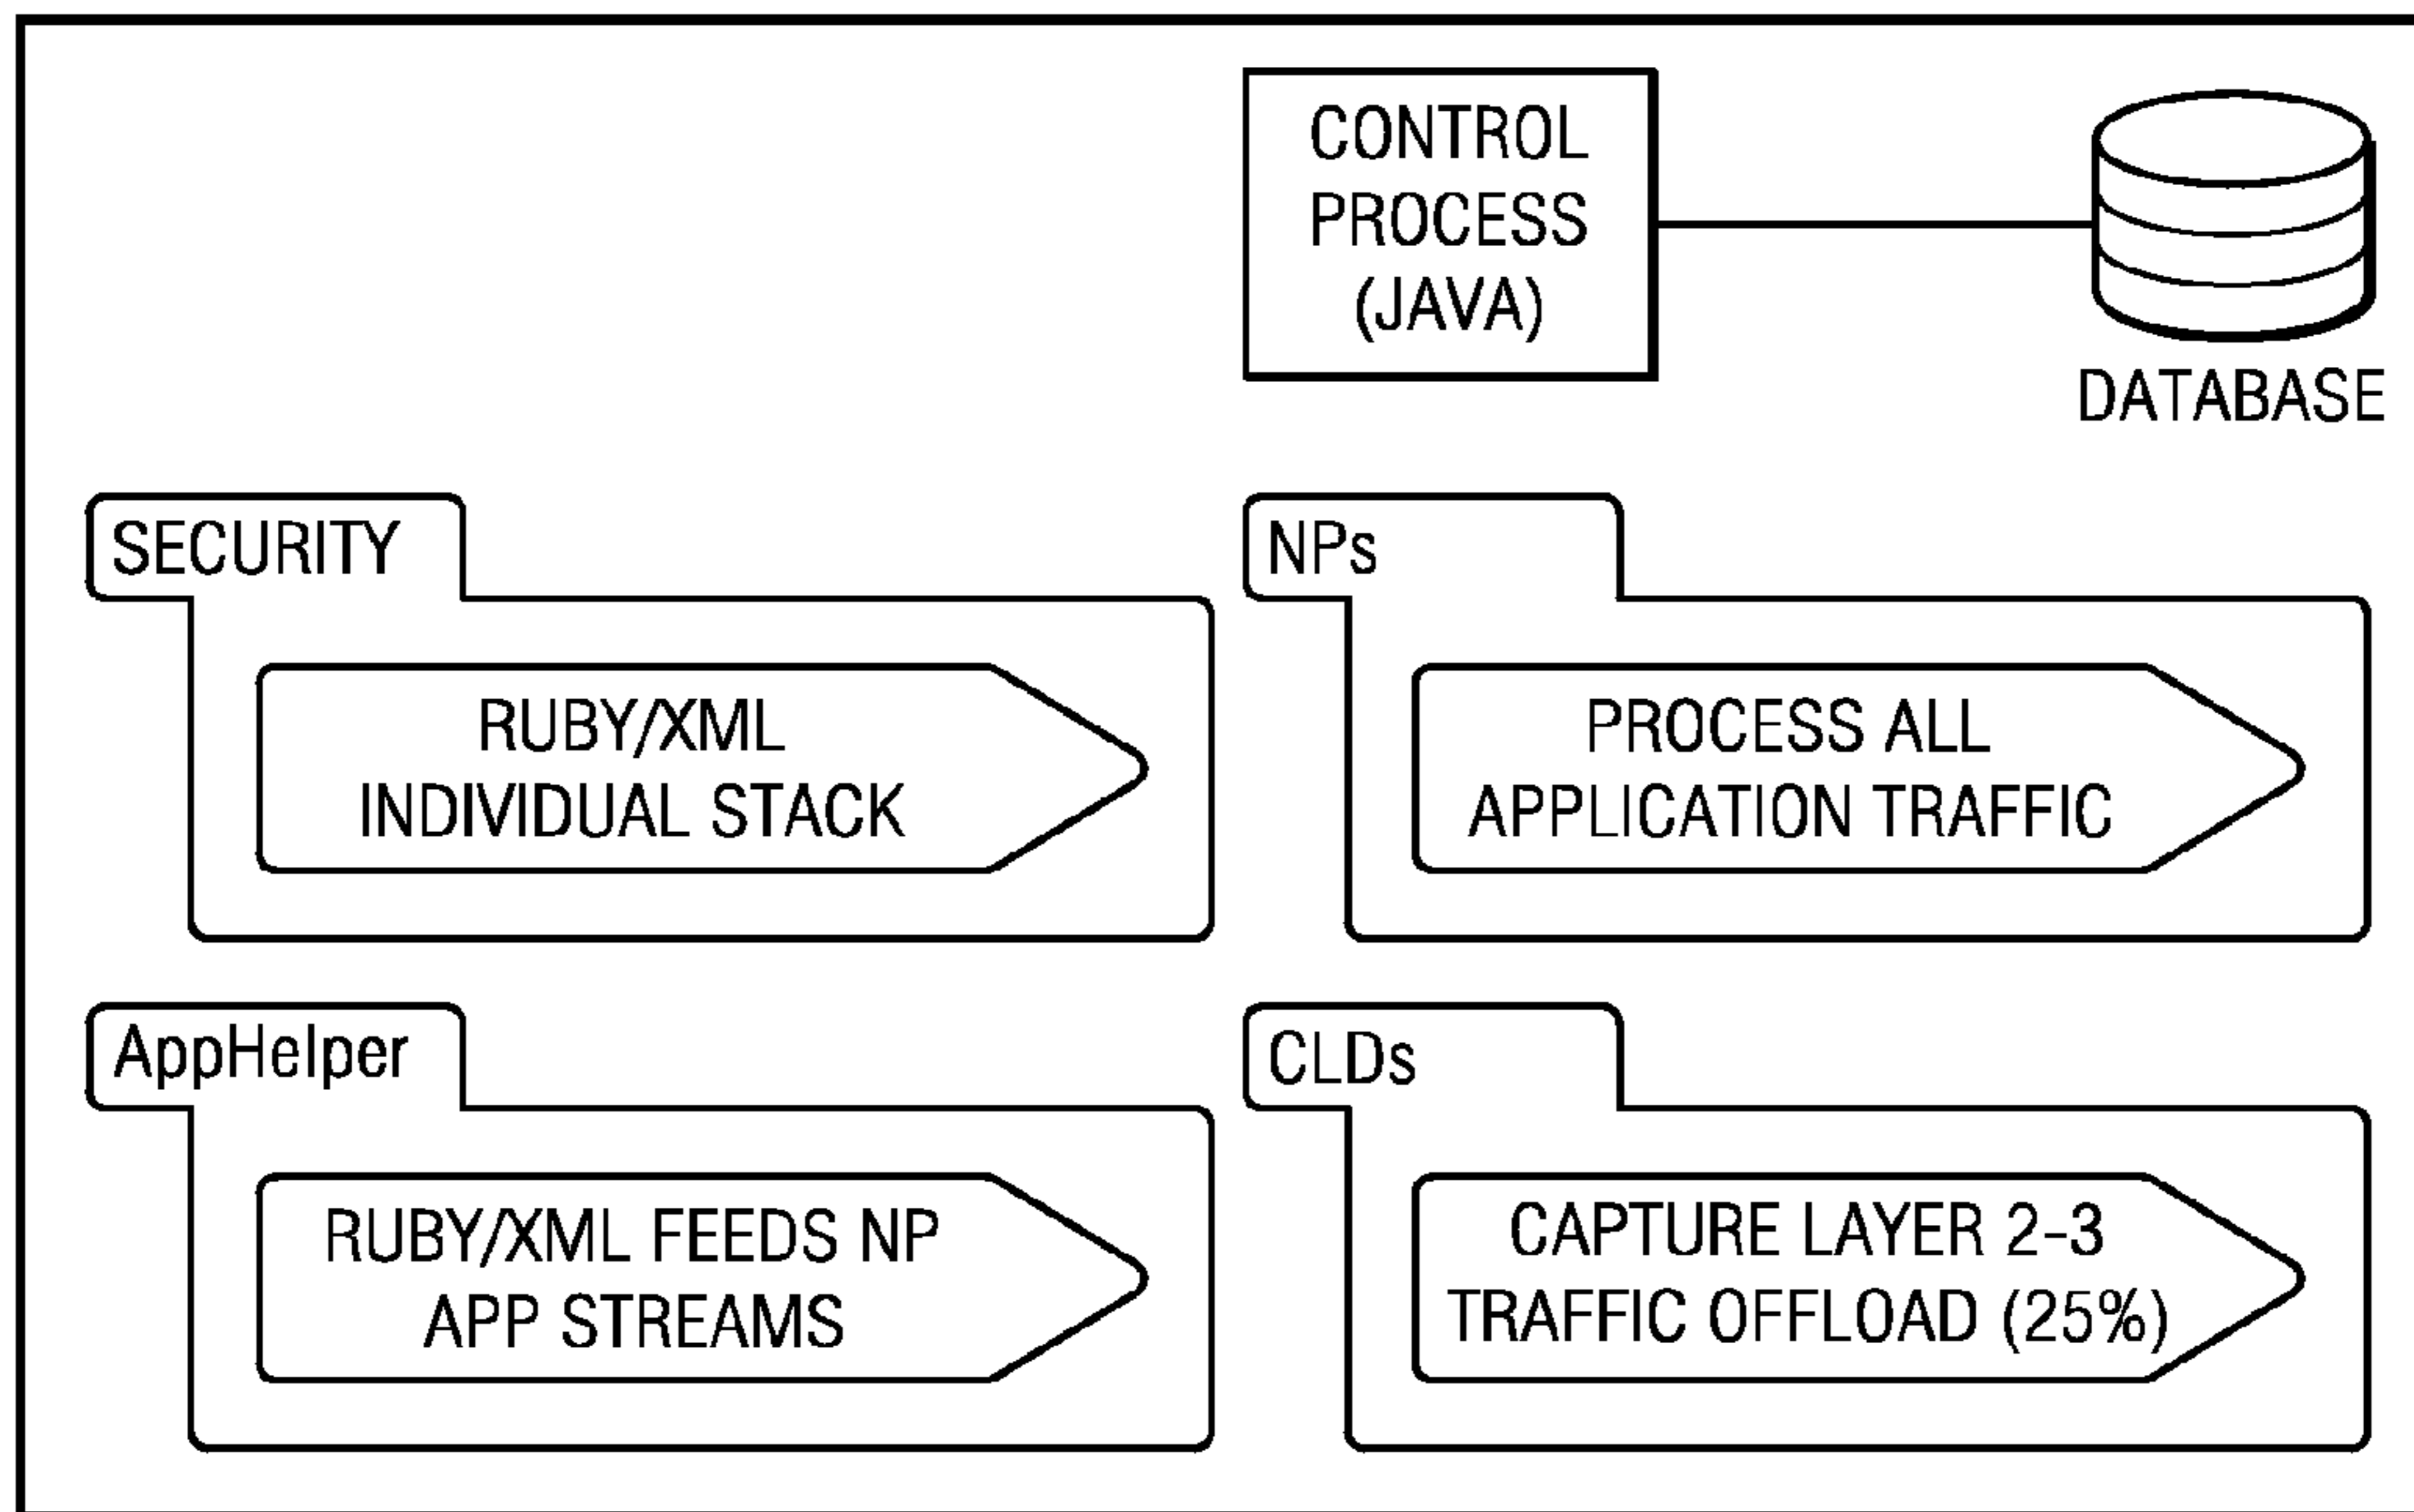 CONTROL
PROCESS
(JAVA)
DATABASE
SECURITY
RUBY/XML
INDIVIDUAL STACK
NPs
PROCESS ALL
APPLICATION TRAFFIC
AppHelper
RUBY/XML FEEDS NP
APP STREAMS
CLDs
CAPTURE LAYER 2-3
TRAFFIC OFFLOAD (25%)